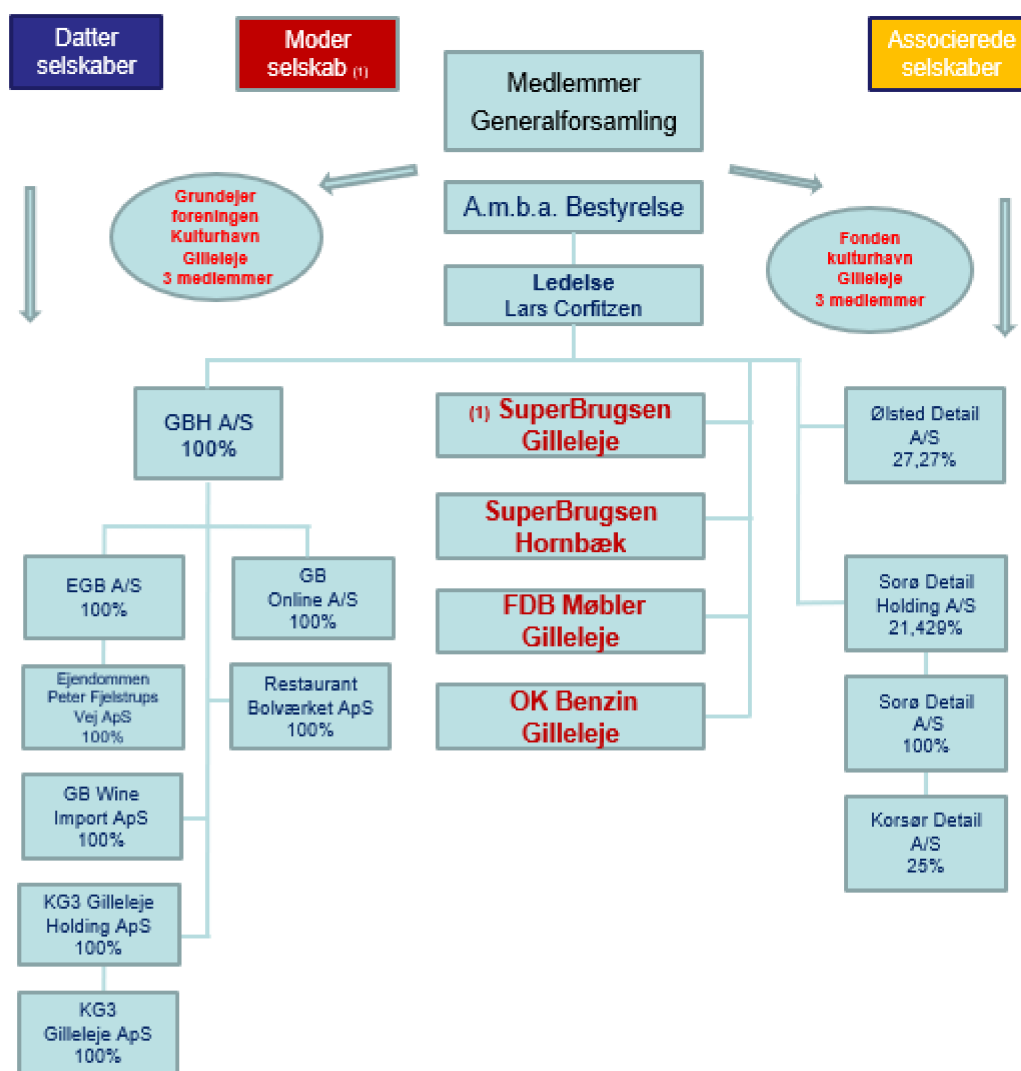 Datter
selskaber
Moder
selskab (1)
Associerede
selskaber
Medlemmer
Generalforsamling
Grundejer
foreningen
Kulturhavn
Gilleleje
3 medlemmer
A.m.b.a. Bestyrelse
Fonden
kulturhavn
Gilleleje
3 medlemmer
Ledelse
Lars Corfitzen
GBH A/S
100%
(1) SuperBrugsen
Gilleleje
Ølsted Detail
A/S
27,27%
SuperBrugsen
Hornbæk
EGB A/S
100%
GB
Online A/S
100%
FDB Møbler
Gilleleje
Sorø Detail
Holding A/S
21,429%
Ejendommen
Peter Fjelstrups
Vej ApS
100%
Restaurant
Bolværket ApS
100%
OK Benzin
Gilleleje
Sorø Detail
A/S
100%
GB Wine
Import ApS
100%
Korsør Detail
A/S
25%
KG3 Gilleleje
Holding ApS
100%
KG3
Gilleleje ApS
100%